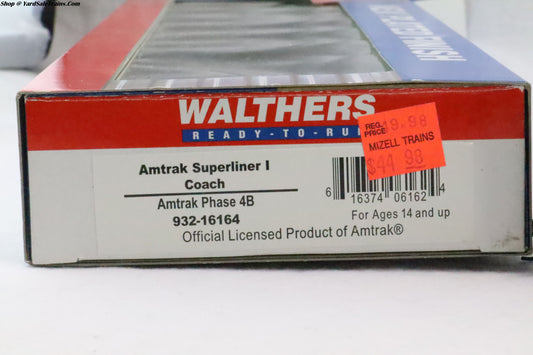 Shop @ YardSaleTrains.Com
WALTHERS
READY-TO-RU
REG. 49.98
PRICE
MIZELL TRAINS
$44 98
Amtrak Superliner I
Coach
Amtrak Phase 4B
932-16164
6 16374 06162 4
For Ages 14 and up
Official Licensed Product of Amtrak®